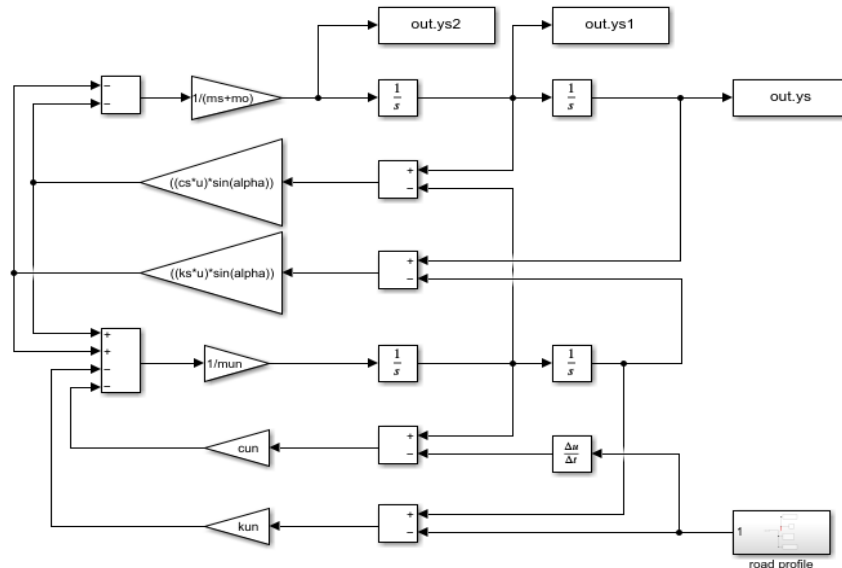 out.ys2
out.ys1
−
−
1/(ms+mo)
1
s
1
s
out.ys
((cs*u)*sin(alpha))
+
−
((ks*u)*sin(alpha))
+
−
+
+
−
−
1/mun
1
s
1
s
cun
+
−
Δu
Δt
kun
+
−
1
road profile